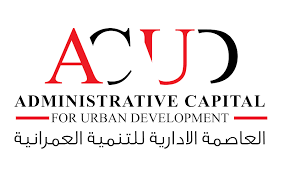 ACUD
ADMINISTRATIVE CAPITAL
FOR URBAN DEVELOPMENT
العاصمة الادارية للتنمية العمرانية